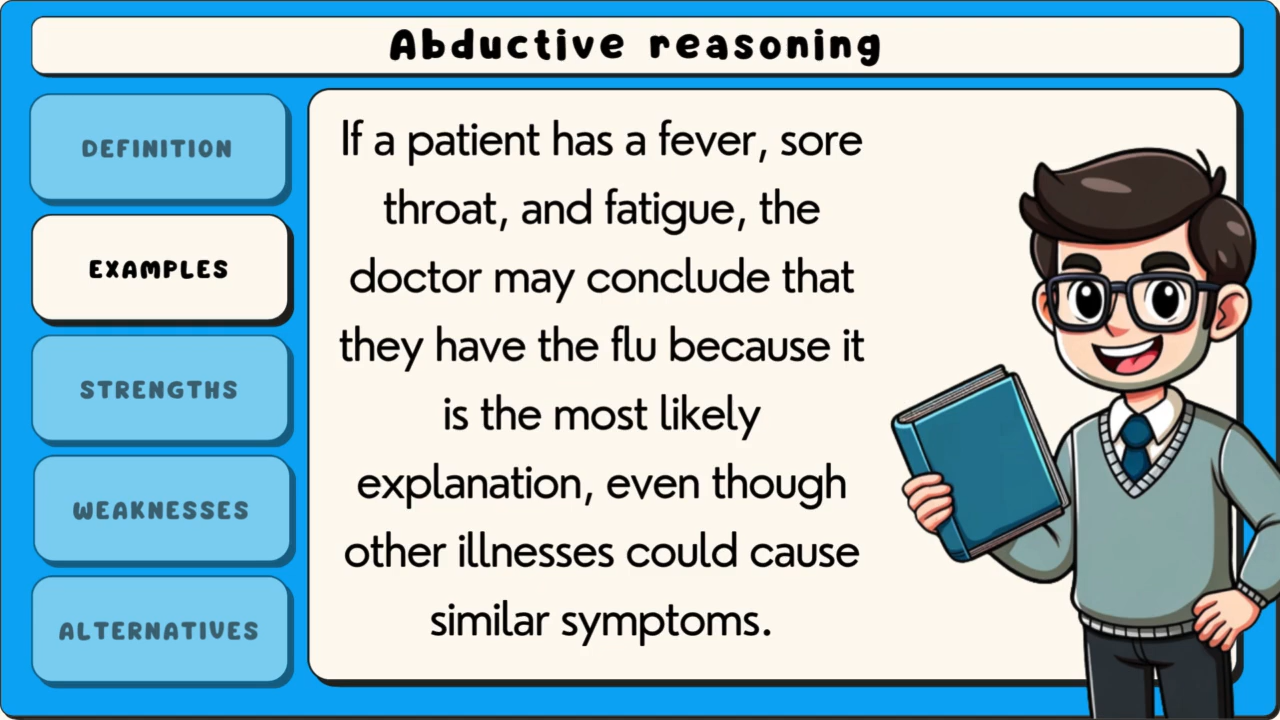 Abductive reasoning
DEFINITION
EXAMPLES
STRENGTHS
WEAKNESSES
ALTERNATIVES
If a patient has a fever, sore
throat, and fatigue, the
doctor may conclude that
they have the flu because it
is the most likely
explanation, even though
other illnesses could cause
similar symptoms.